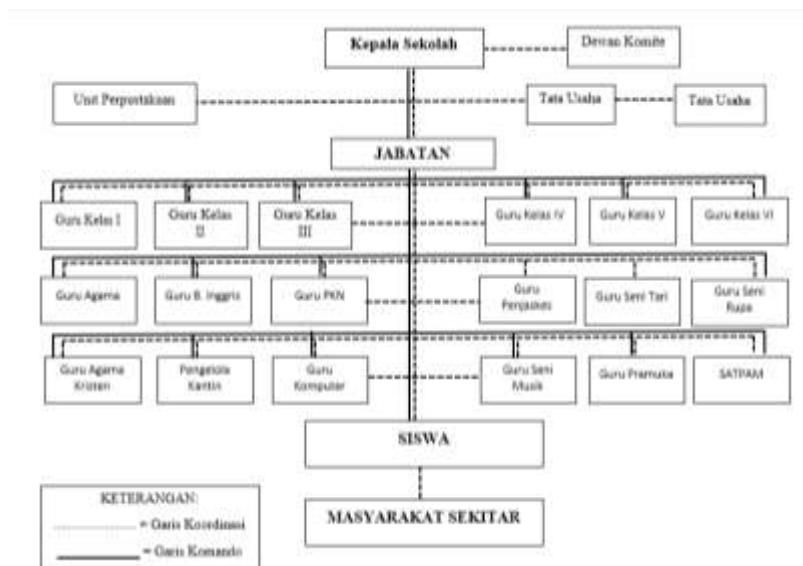 Kepala Sekolah
Dewan Komite
Unit Perpustakaan
Tata Usaha
Tata Usaha
JABATAN
Guru Kelas I
Guru Kelas
II
Guru Kelas
III
Guru Kelas IV
Guru Kelas V
Guru Kelas VI
Guru Agama
Guru B. Inggris
Guru PKN
Guru
Penjaskes
Guru Seni Tari
Guru Seni
Rupa
Guru Agama
Kristen
Pengelola
Kantin
Guru
Komputer
Guru Seni
Musik
Guru Pramuka
SATPAM
SISWA
MASYARAKAT SEKITAR
KETERANGAN:
= Garis Koordinasi
= Garis Komando